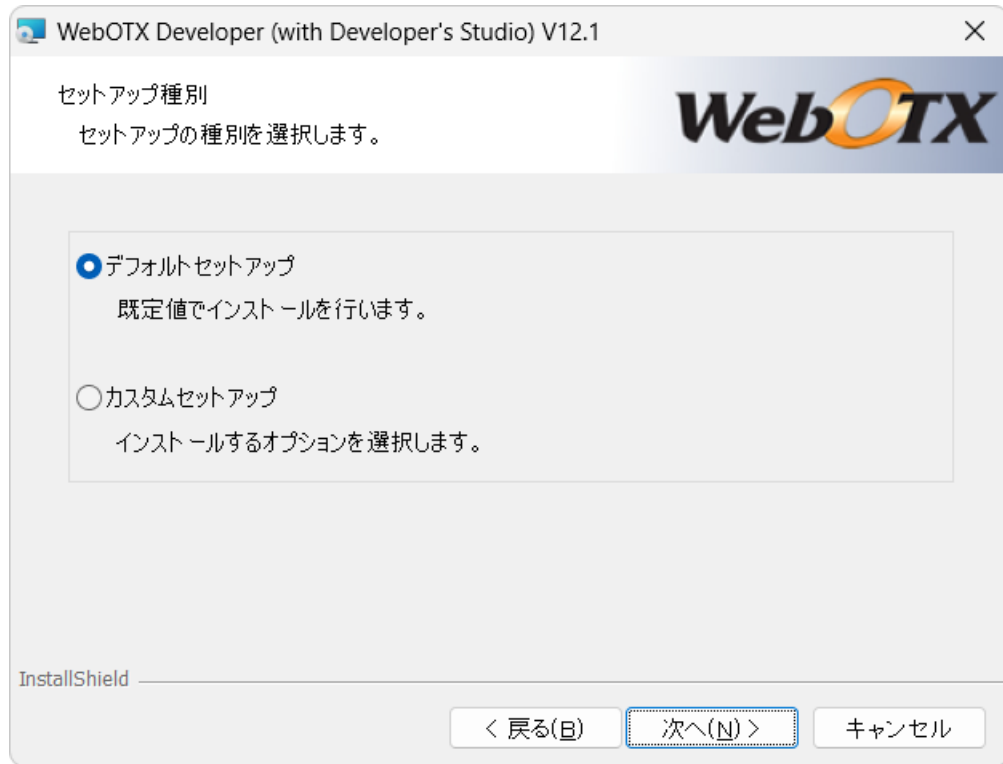 WebOTX Developer (with Developer's Studio) V12.1
セットアップ種別
セットアップの種別を選択します。
WebOTX
デフォルトセットアップ
既定値でインストールを行います。
カスタムセットアップ
インストールするオプションを選択します。
InstallShield
< 戻る(B)
次へ(N) >
キャンセル